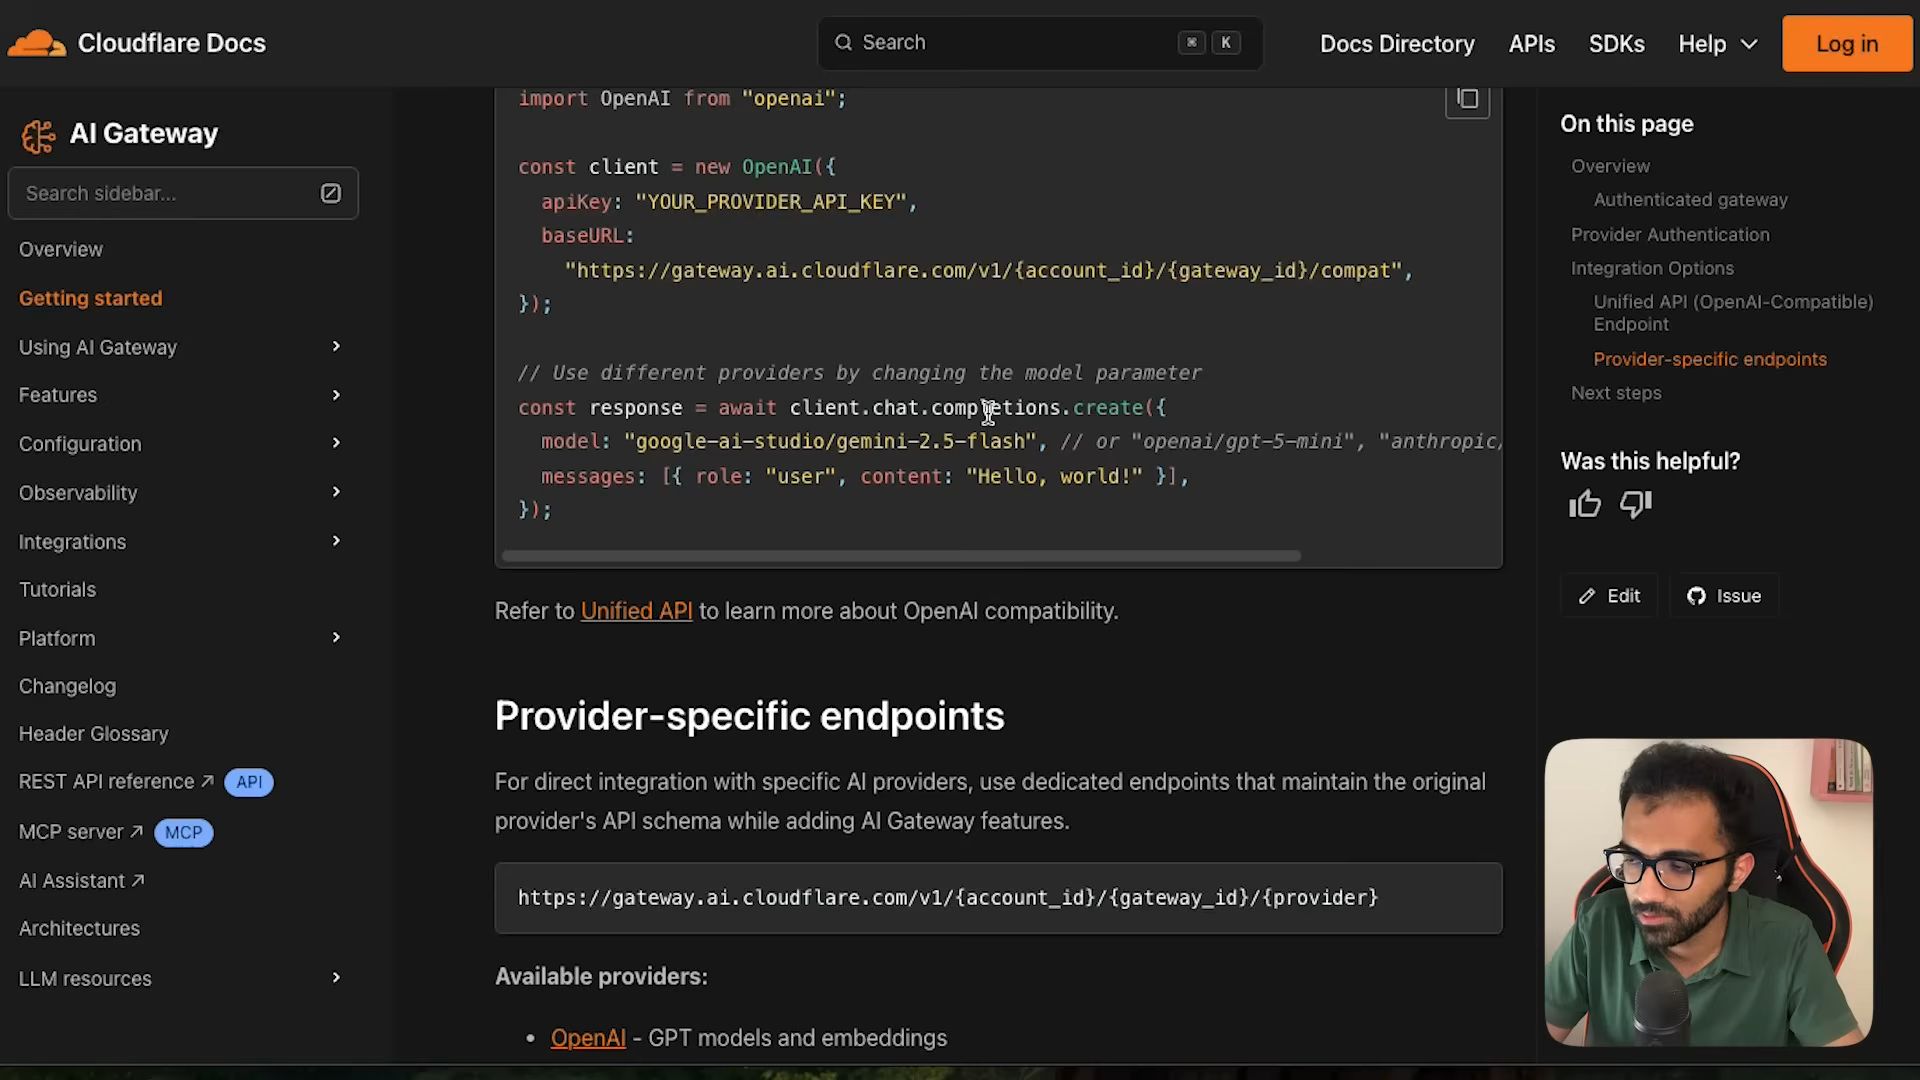 Cloudflare Docs
Search
⌘ K
Docs Directory
APIs
SDKs
Help
Log in
AI Gateway
Search sidebar...
Overview
Getting started
Using AI Gateway
Features
Configuration
Observability
Integrations
Tutorials
Platform
Changelog
Header Glossary
REST API reference ↗ API
MCP server ↗ MCP
AI Assistant ↗
Architectures
LLM resources
import OpenAI from "openai";
const client = new OpenAI({
apiKey: "YOUR_PROVIDER_API_KEY",
baseURL:
"https://gateway.ai.cloudflare.com/v1/{account_id}/{gateway_id}/compat",
});
// Use different providers by changing the model parameter
const response = await client.chat.completions.create({
model: "google-ai-studio/gemini-2.5-flash", // or "openai/gpt-5-mini", "anthropic/
messages: [{ role: "user", content: "Hello, world!" }],
});
Refer to Unified API to learn more about OpenAI compatibility.
Provider-specific endpoints
For direct integration with specific AI providers, use dedicated endpoints that maintain the original
provider's API schema while adding AI Gateway features.
https://gateway.ai.cloudflare.com/v1/{account_id}/{gateway_id}/{provider}
Available providers:
• OpenAI - GPT models and embeddings
On this page
Overview
Authenticated gateway
Provider Authentication
Integration Options
Unified API (OpenAI-Compatible)
Endpoint
Provider-specific endpoints
Next steps
Was this helpful?
Edit
Issue